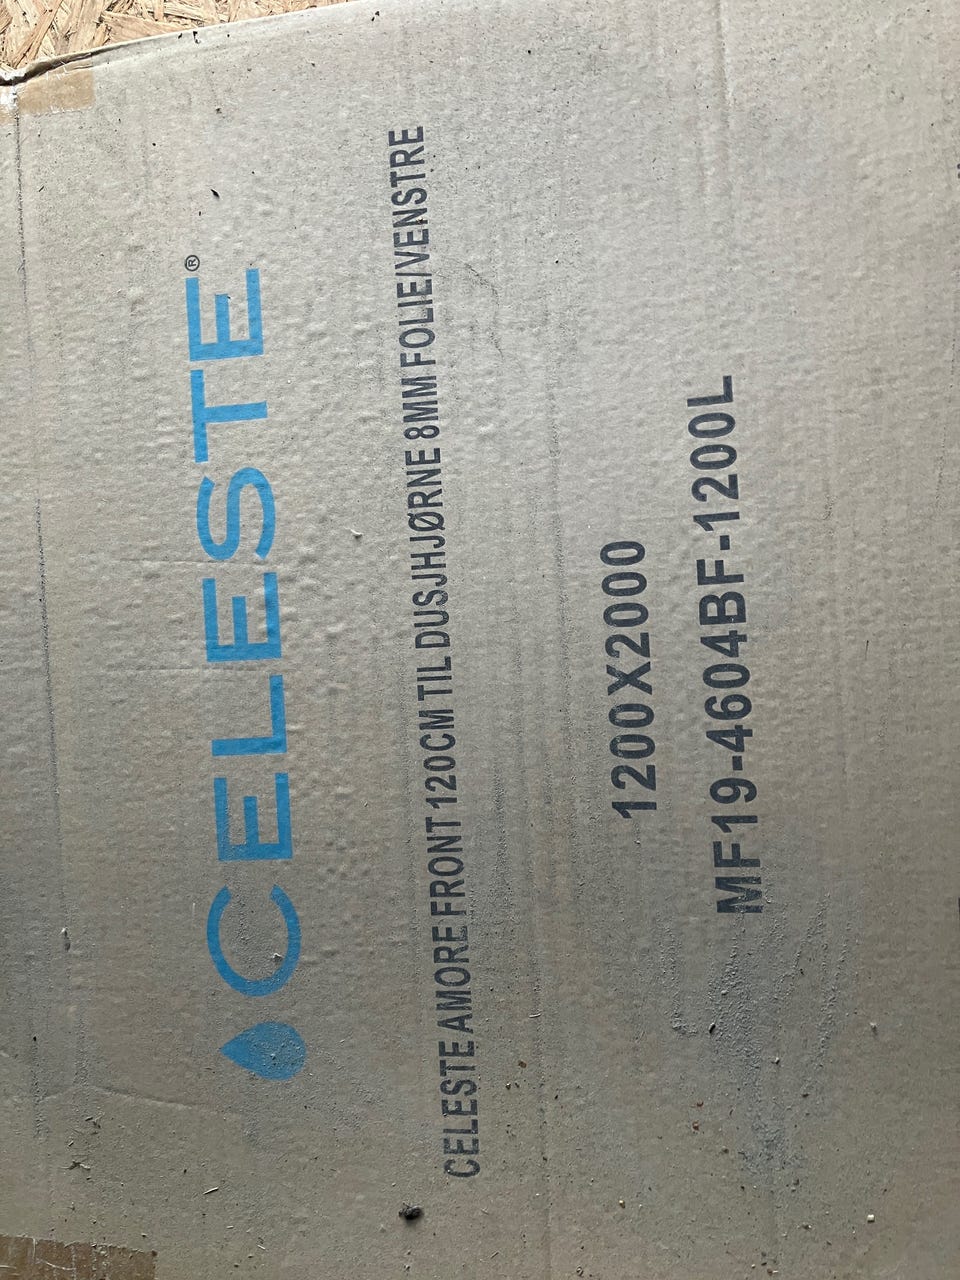 CELESTE®
CELESTE AMORE FRONT 120CM TIL DUSJHJØRNE 8MM FOLIE/VENSTRE
1200X2000
MF19-4604BF-1200L